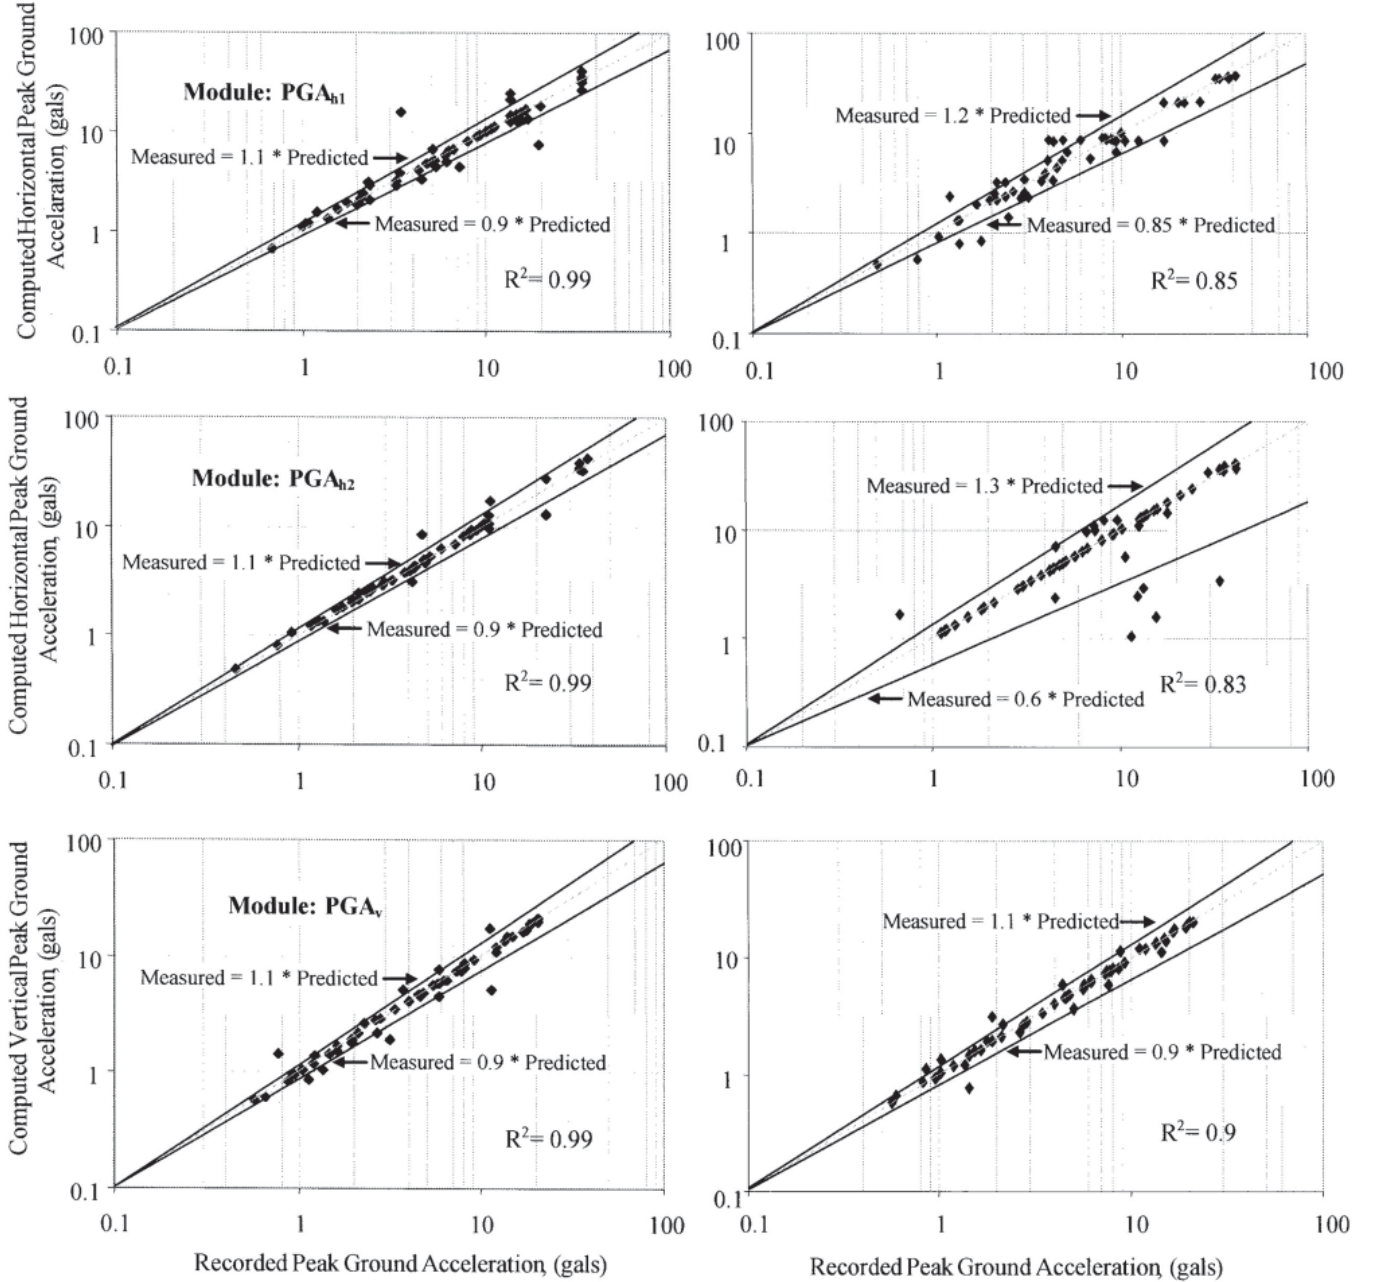 Computed Horizontal Peak Ground
Accelaration, (gals)
100
10
1
0.1
Module: PGAh1
Measured = 1.1 * Predicted
Measured = 0.9 * Predicted
R2= 0.99
0.1 1 10 100
100
10
1
0.1
Measured = 1.2 * Predicted
Measured = 0.85 * Predicted
R2= 0.85
0.1 1 10 100
Computed Horizontal Peak Ground
Acceleration, (gals)
100
10
1
0.1
Module: PGAh2
Measured = 1.1 * Predicted
Measured = 0.9 * Predicted
R2= 0.99
0.1 1 10 100
100
10
1
0.1
Measured = 1.3 * Predicted
Measured = 0.6 * Predicted
R2= 0.83
0.1 1 10 100
Computed Vertical Peak Ground
Acceleration, (gals)
100
10
1
0.1
Module: PGAv
Measured = 1.1 * Predicted
Measured = 0.9 * Predicted
R2= 0.99
0.1 1 10 100
Recorded Peak Ground Acceleration, (gals)
100
10
1
0.1
Measured = 1.1 * Predicted
Measured = 0.9 * Predicted
R2= 0.9
0.1 1 10 100
Recorded Peak Ground Acceleration, (gals)